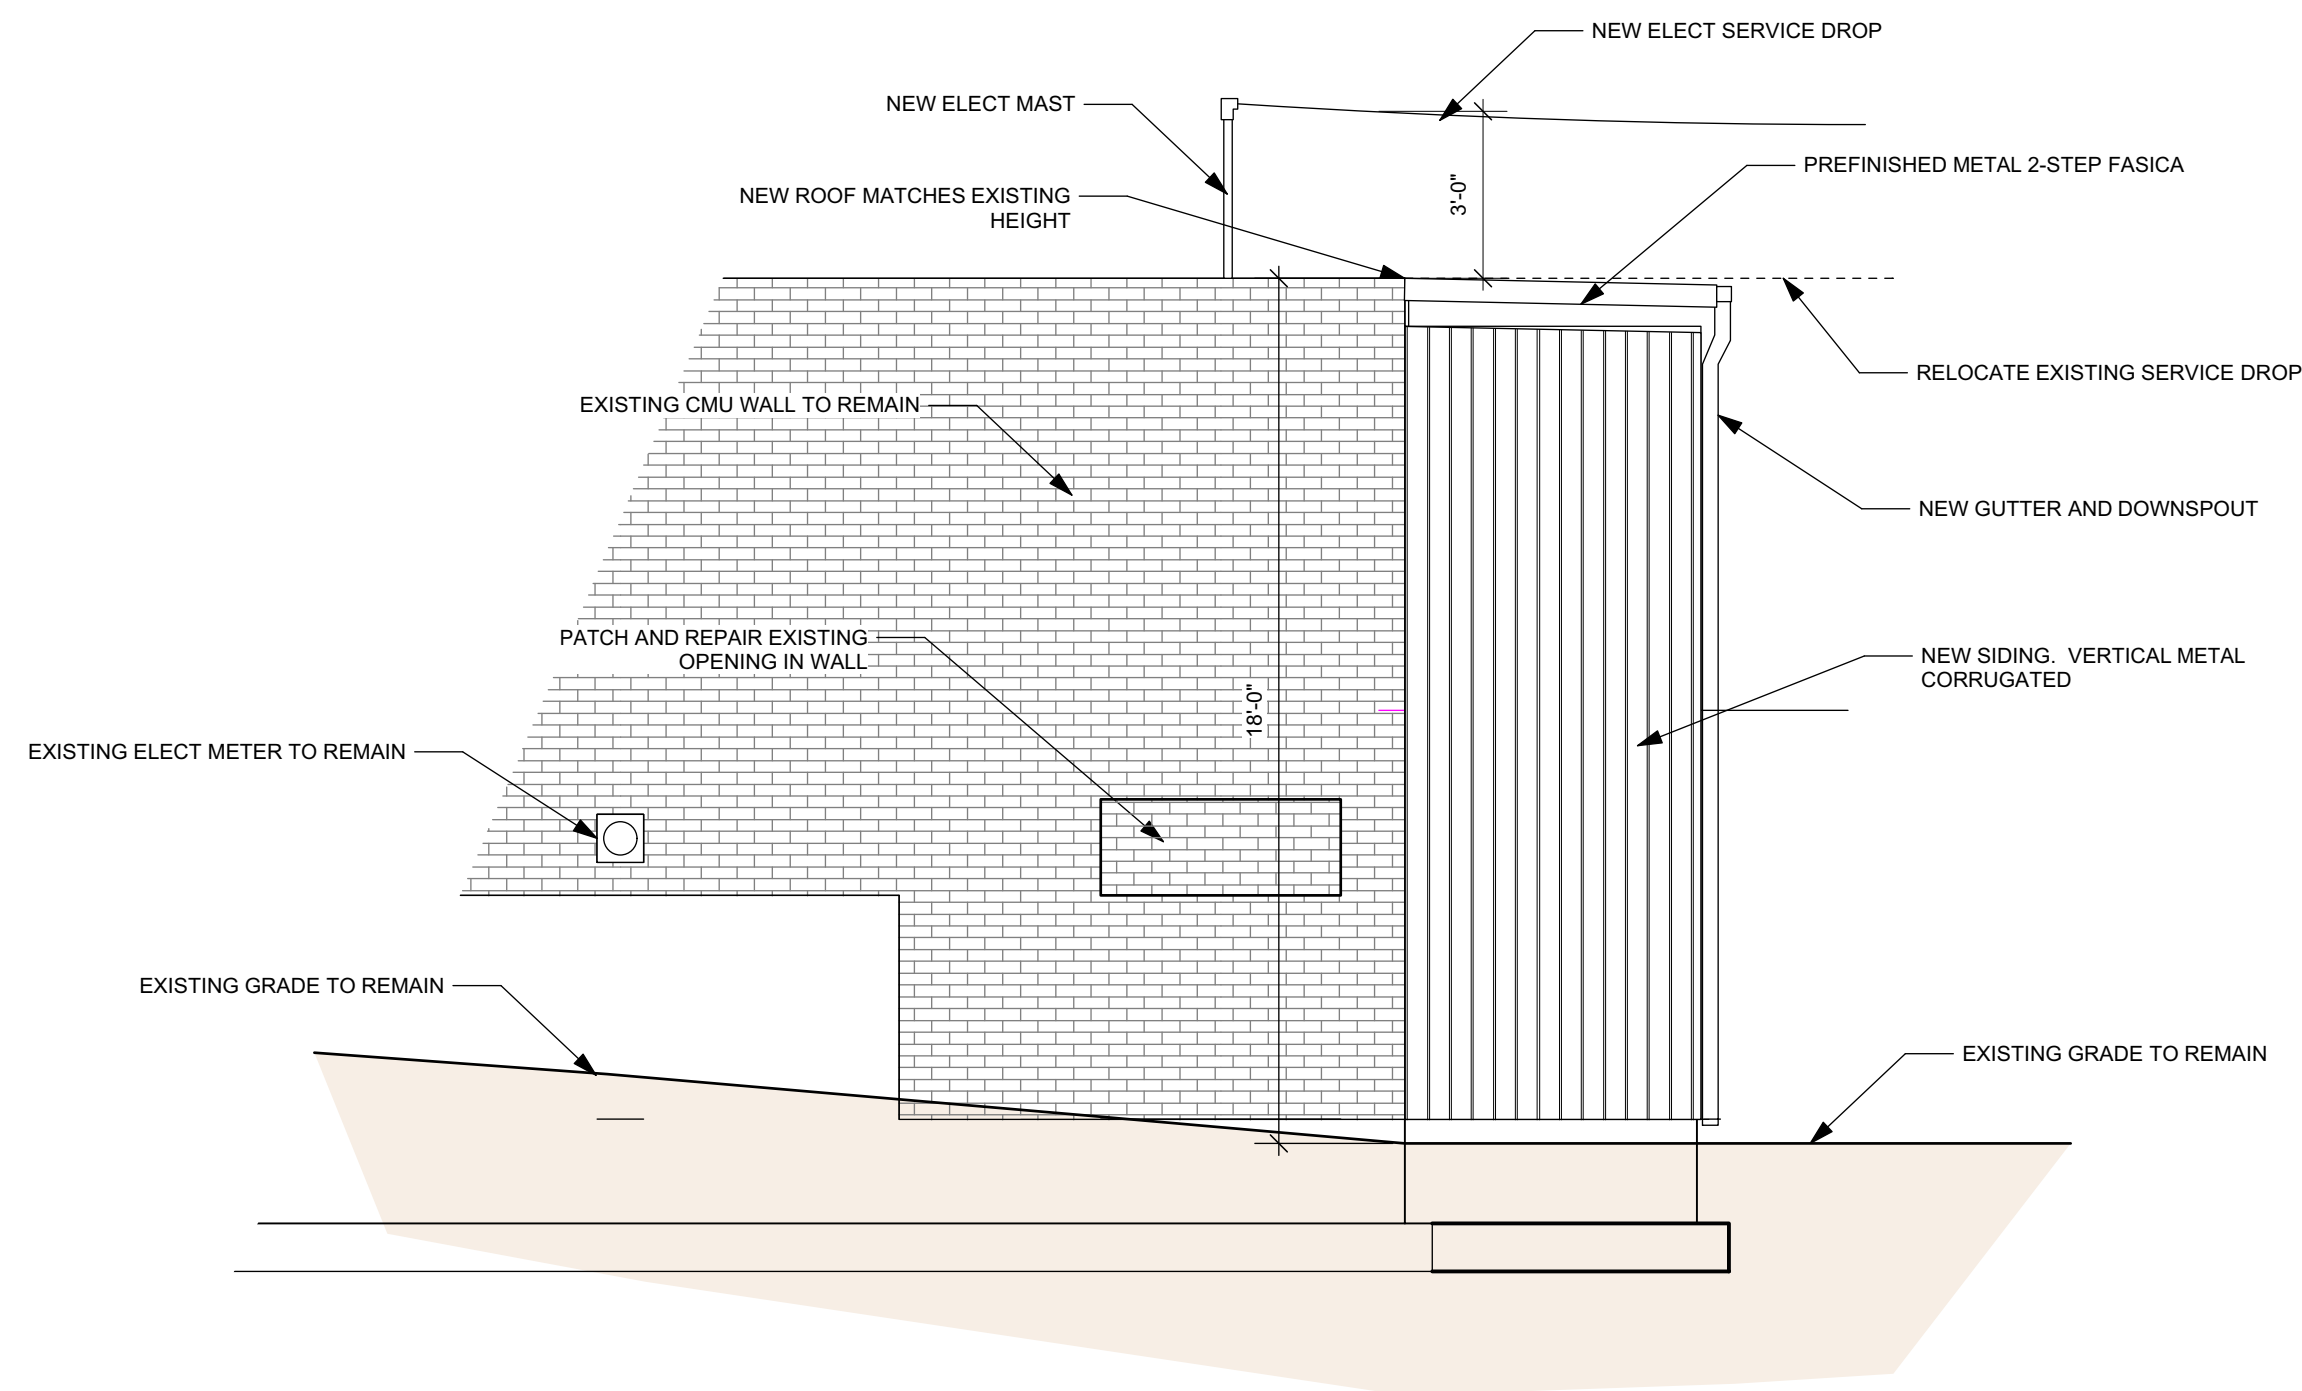 NEW ELECT SERVICE DROP
NEW ELECT MAST
PREFINISHED METAL 2-STEP FASICA
NEW ROOF MATCHES EXISTING
HEIGHT
3'-0"
RELOCATE EXISTING SERVICE DROP
EXISTING CMU WALL TO REMAIN
NEW GUTTER AND DOWNSPOUT
PATCH AND REPAIR EXISTING
OPENING IN WALL
NEW SIDING.  VERTICAL METAL
CORRUGATED
18'-0"
EXISTING ELECT METER TO REMAIN
EXISTING GRADE TO REMAIN
EXISTING GRADE TO REMAIN